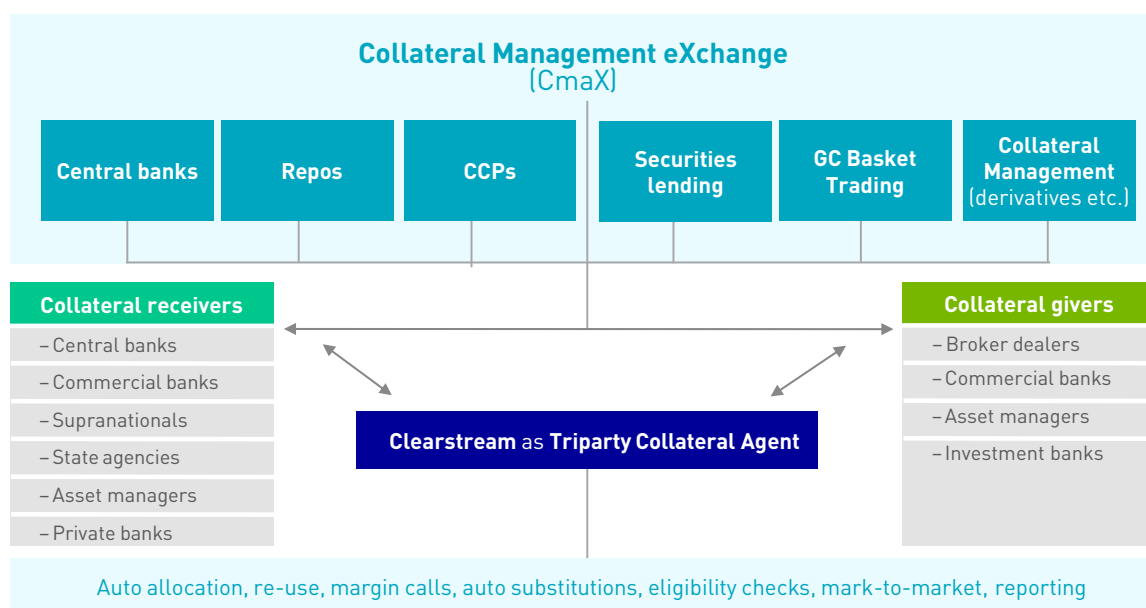 Collateral Management eXchange
(CmaX)
Central banks
Repos
CCPs
Securities
lending
GC Basket
Trading
Collateral
Management
(derivatives etc.)
Collateral receivers
– Central banks
– Commercial banks
– Supranationals
– State agencies
– Asset managers
– Private banks
Collateral givers
– Broker dealers
– Commercial banks
– Asset managers
– Investment banks
Clearstream as Triparty Collateral Agent
Auto allocation, re-use, margin calls, auto substitutions, eligibility checks, mark-to-market, reporting